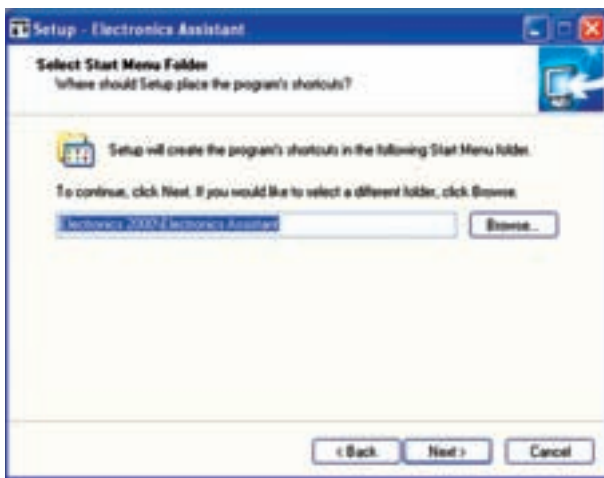 Setup - Electronics Assistant
Select Start Menu Folder
Where should Setup place the program's shortcuts?
Setup will create the program's shortcuts in the following Start Menu folder.
To continue, click Next. If you would like to select a different folder, click Browse.
Electronics 2000\Electronics Assistant
Browse...
< Back
Next >
Cancel